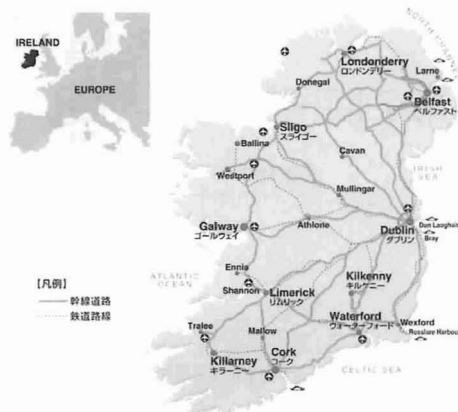 IRELAND
EUROPE
NORTH CHANNEL
Londonderry
ロンドンデリー
Larne
Donegal
Belfast
ベルファスト
Sligo
スライゴー
Ballina
Cavan
IRISH SEA
Westport
Mullingar
Galway
ゴールウェイ
Athlone
Dublin
ダブリン
Dun Laoghaire
Bray
ATLANTIC OCEAN
Ennis
Shannon
Limerick
リムリック
Kilkenny
キルケニー
【凡例】
幹線道路
鉄道路線
Tralee
Mallow
Waterford
ウォーターフォード
Wexford
Rosslare Harbour
Killarney
キラーニー
Cork
コーク
CELTIC SEA